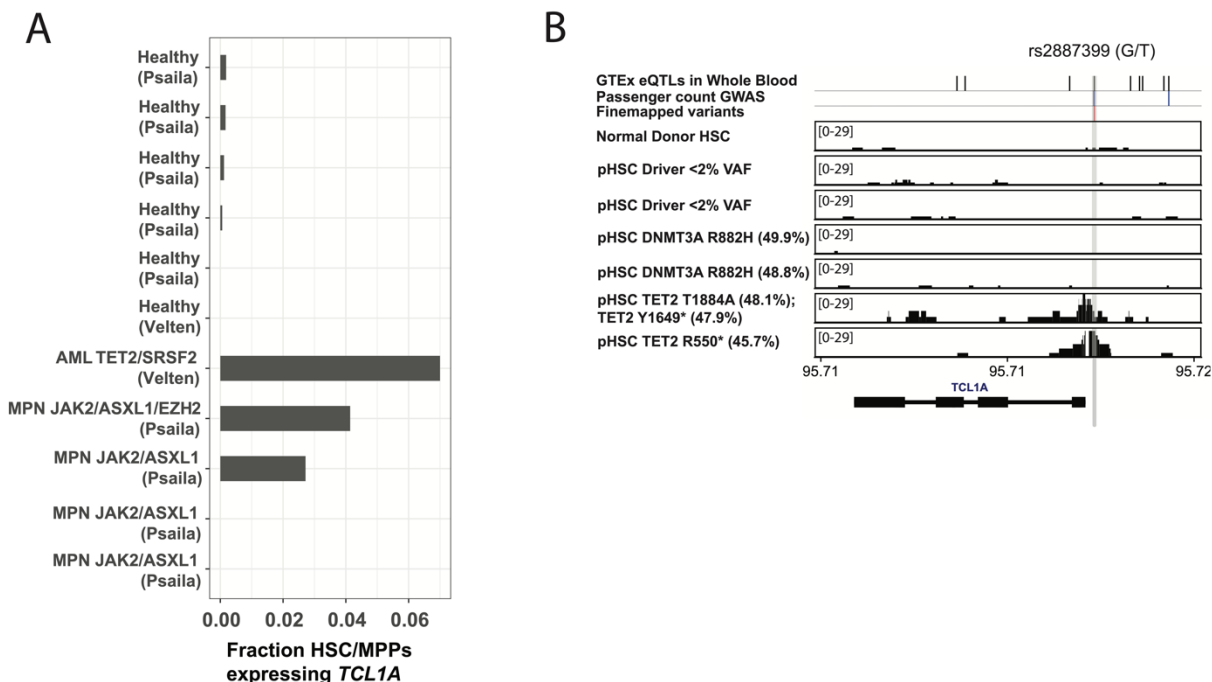 A
Healthy
(Psaila)
Healthy
(Psaila)
Healthy
(Psaila)
Healthy
(Psaila)
Healthy
(Psaila)
Healthy
(Velten)
AML TET2/SRSF2
(Velten)
MPN JAK2/ASXL1/EZH2
(Psaila)
MPN JAK2/ASXL1
(Psaila)
MPN JAK2/ASXL1
(Psaila)
MPN JAK2/ASXL1
(Psaila)
0.00 0.02 0.04 0.06
Fraction HSC/MPPs
expressing TCL1A
B
rs2887399 (G/T)
GTEx eQTLs in Whole Blood
Passenger count GWAS
Finemapped variants
Normal Donor HSC
[0-29]
pHSC Driver <2% VAF
[0-29]
pHSC Driver <2% VAF
[0-29]
pHSC DNMT3A R882H (49.9%)
[0-29]
pHSC DNMT3A R882H (48.8%)
[0-29]
pHSC TET2 T1884A (48.1%);
TET2 Y1649* (47.9%)
[0-29]
pHSC TET2 R550* (45.7%)
[0-29]
95.71 95.71 95.72
TCL1A